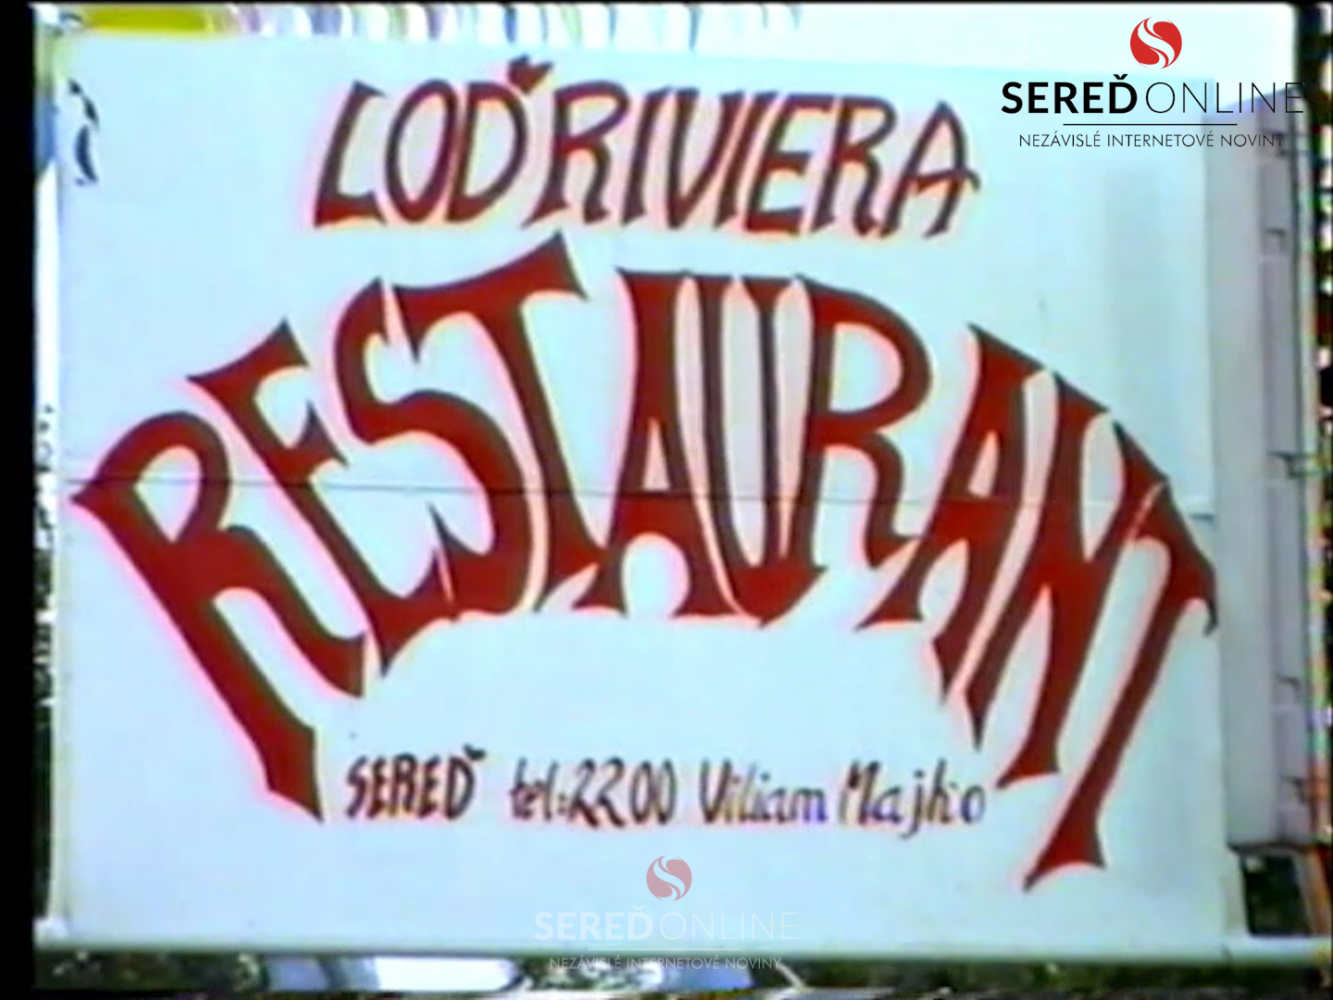 SEREĎ ONLINE
NEZÁVISLÉ INTERNETOVÉ NOVINY
LOĎ RIVIERA
RESTAURANT
SEREĎ tel:2200 Viliam Majko
SEREĎ ONLINE
NEZÁVISLÉ INTERNETOVÉ NOVINY